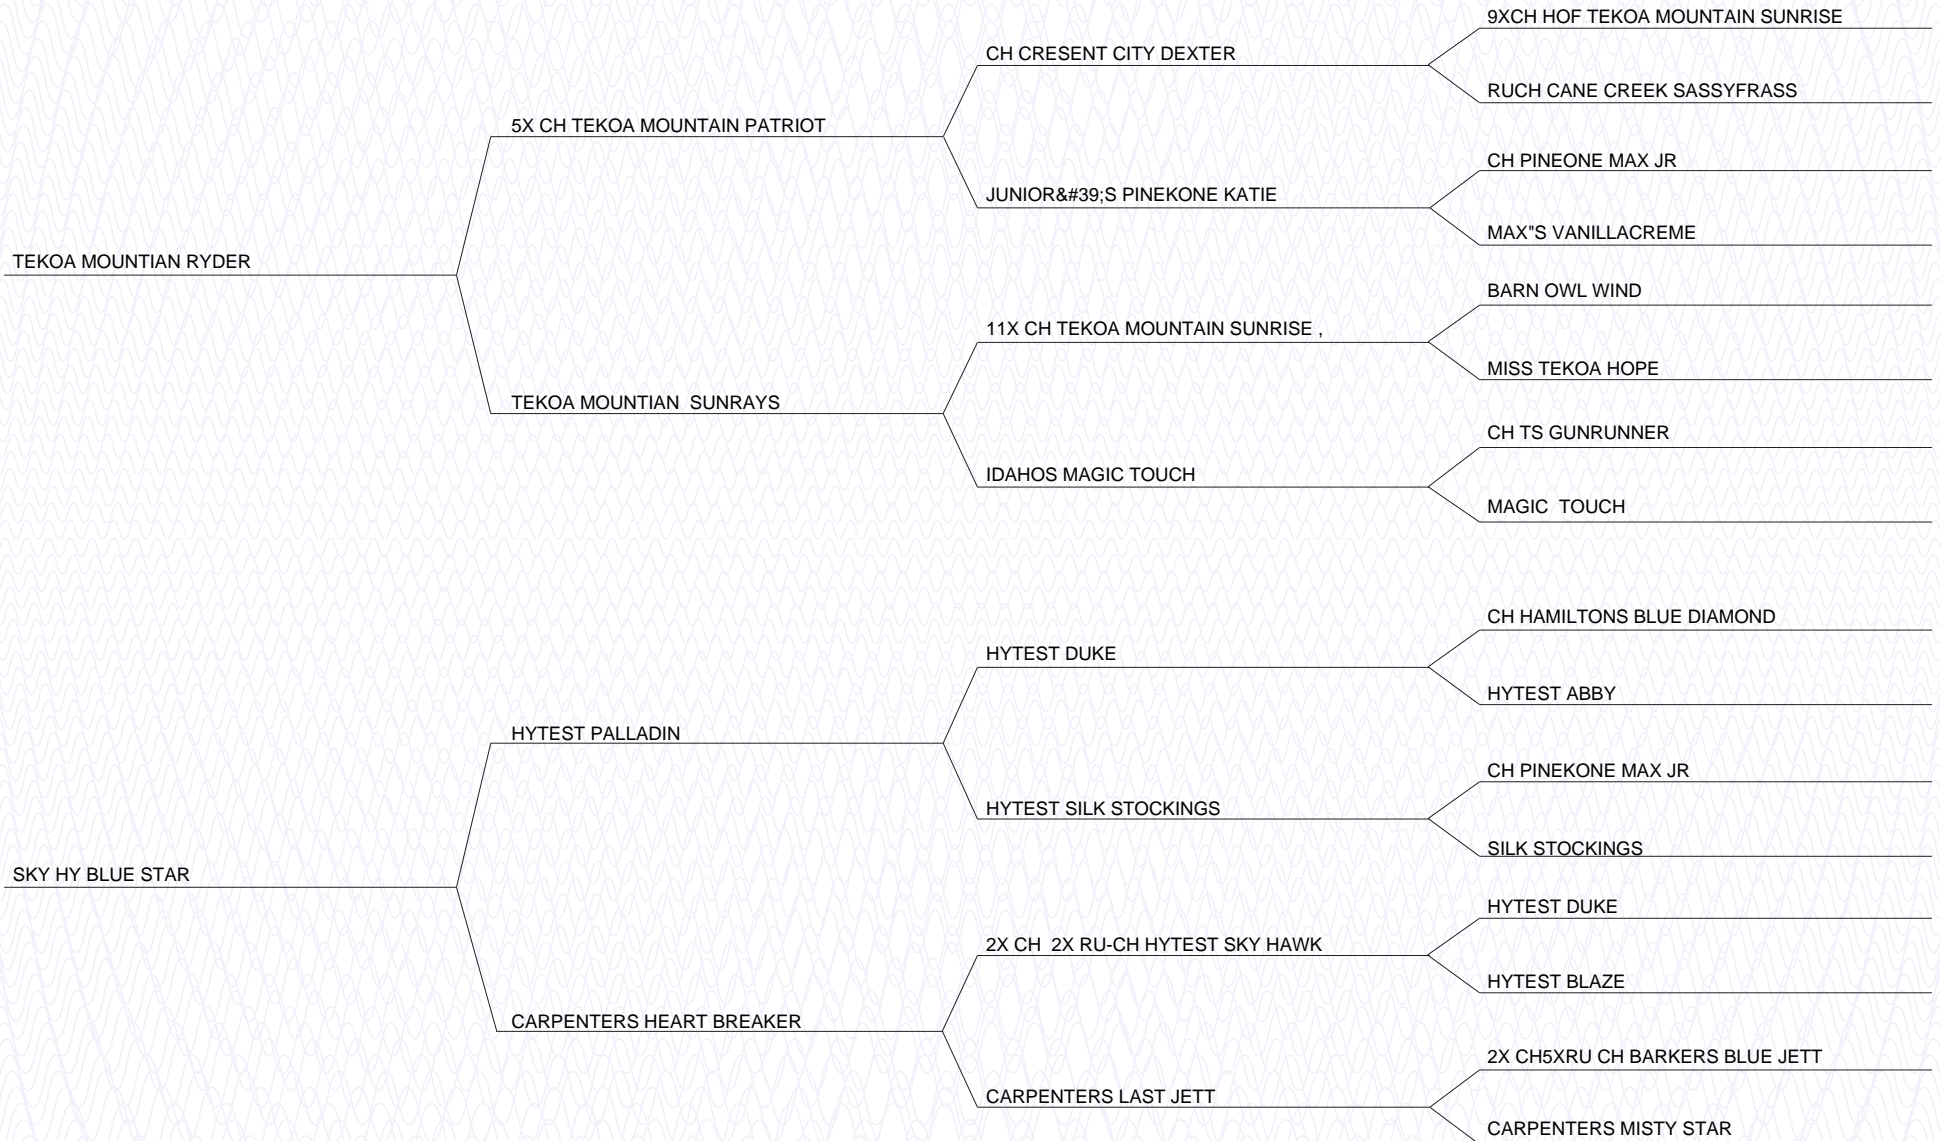 9XCH HOF TEKOA MOUNTAIN SUNRISE
CH CRESENT CITY DEXTER
RUCH CANE CREEK SASSYFRASS
5X CH TEKOA MOUNTAIN PATRIOT
CH PINEONE MAX JR
JUNIOR&#39;S PINEKONE KATIE
MAX"S VANILLACREME
TEKOA MOUNTIAN RYDER
BARN OWL WIND
11X CH TEKOA MOUNTAIN SUNRISE ,
MISS TEKOA HOPE
TEKOA MOUNTIAN  SUNRAYS
CH TS GUNRUNNER
IDAHOS MAGIC TOUCH
MAGIC  TOUCH
CH HAMILTONS BLUE DIAMOND
HYTEST DUKE
HYTEST ABBY
HYTEST PALLADIN
CH PINEKONE MAX JR
HYTEST SILK STOCKINGS
SILK STOCKINGS
SKY HY BLUE STAR
HYTEST DUKE
2X CH  2X RU-CH HYTEST SKY HAWK
HYTEST BLAZE
CARPENTERS HEART BREAKER
2X CH5XRU CH BARKERS BLUE JETT
CARPENTERS LAST JETT
CARPENTERS MISTY STAR